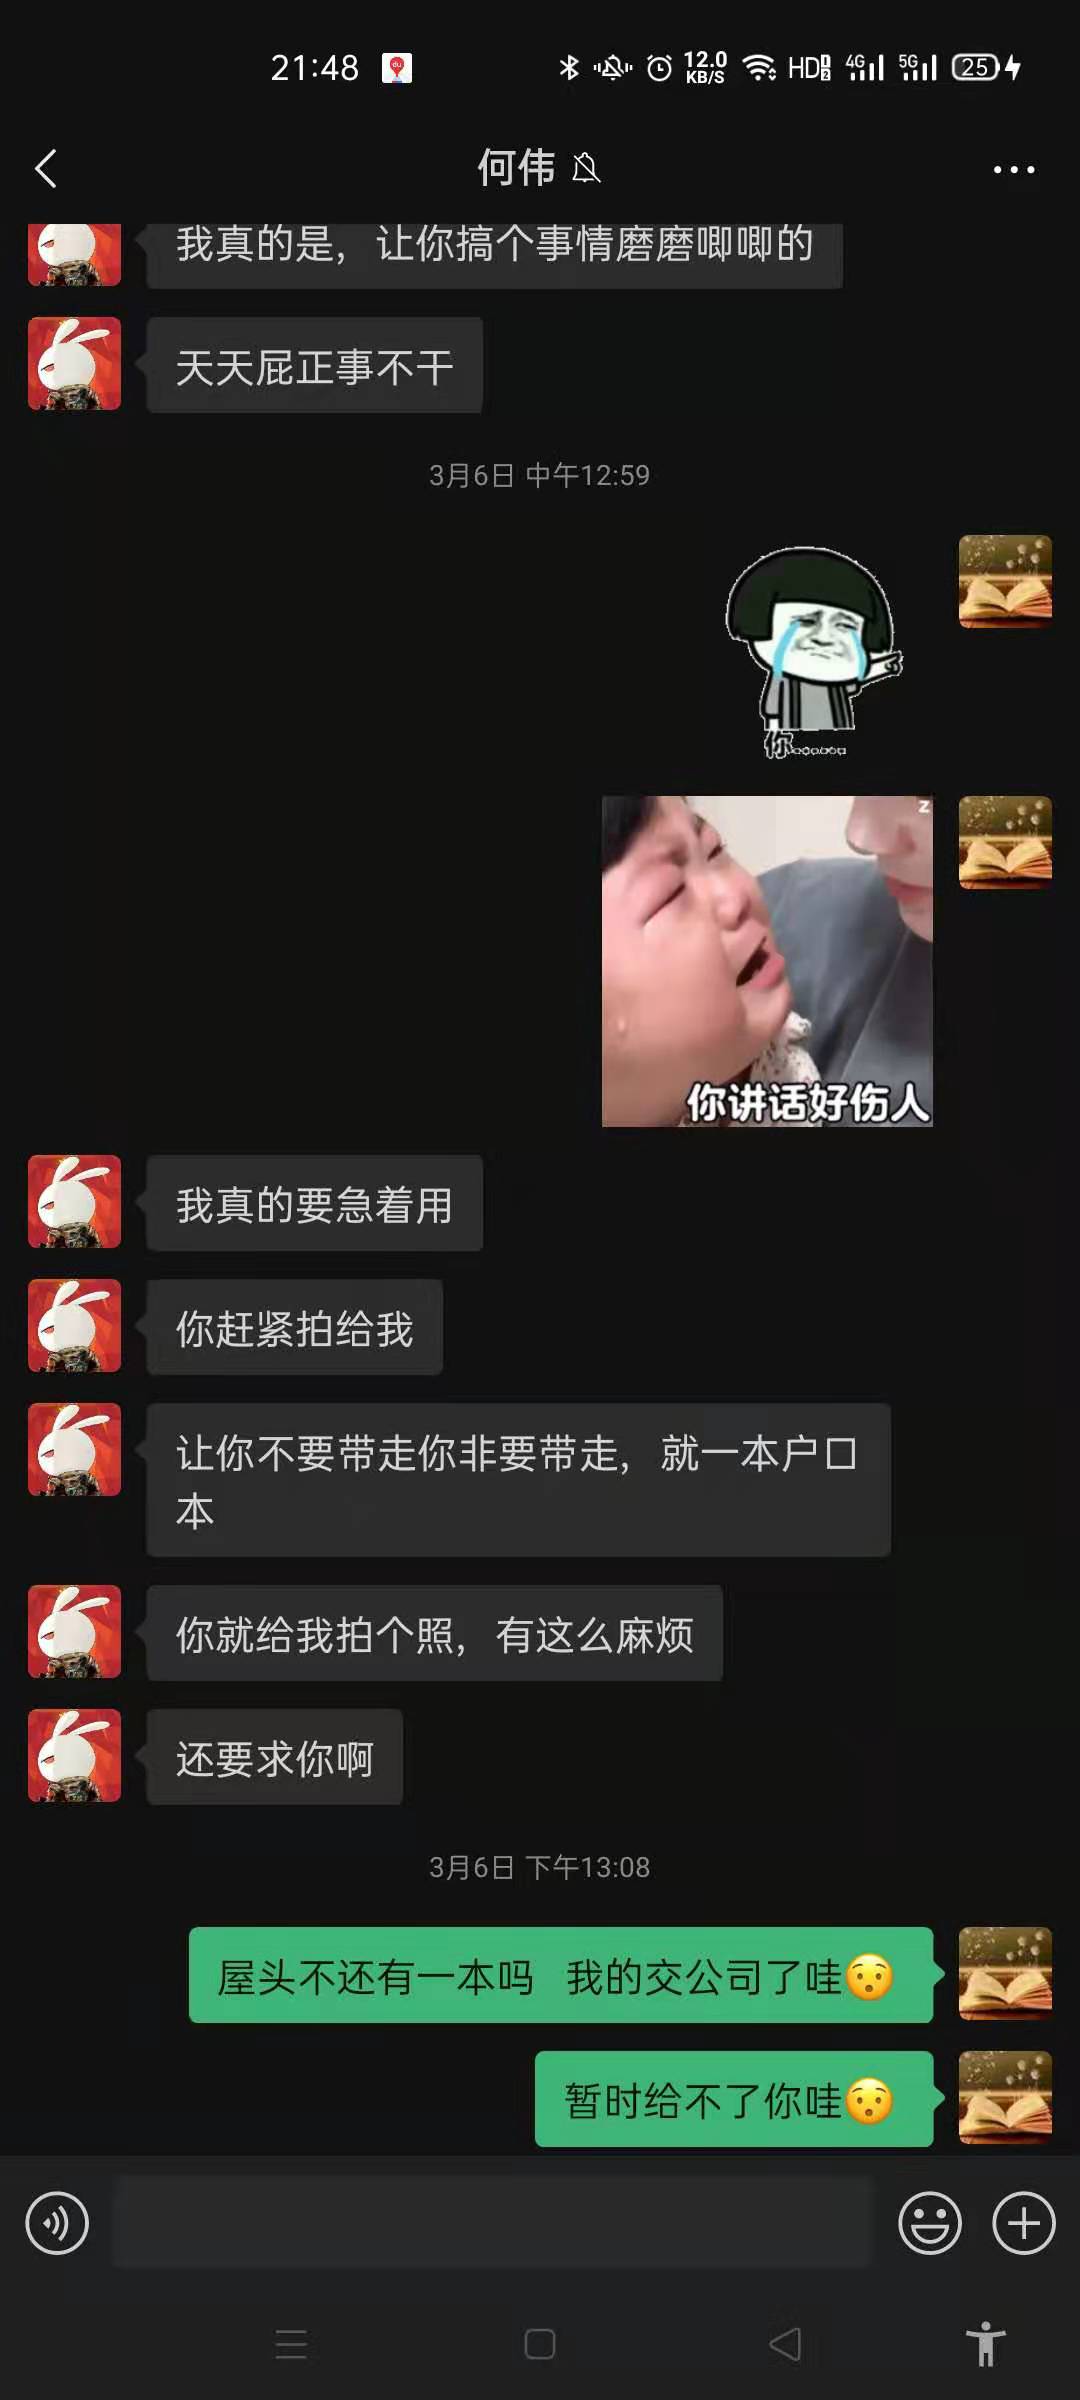 21:48
12.0
KB/S
HD
4G
5G
25
何伟
我真的是，让你搞个事情磨磨唧唧的
天天屁正事不干
3月6日 中午12:59
你......
z
你讲话好伤人
我真的要急着用
你赶紧拍给我
让你不要带走你非要带走，就一本户口
本
你就给我拍个照，有这么麻烦
还要求你啊
3月6日 下午13:08
屋头不还有一本吗 我的交公司了哇😯
暂时给不了你哇😯